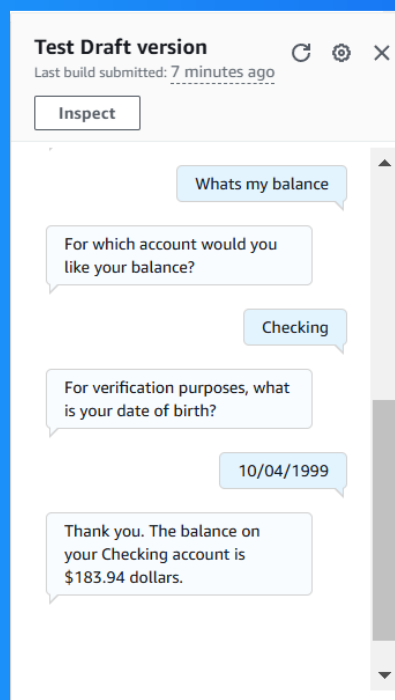 Test Draft version
Last build submitted: 7 minutes ago
Inspect
Whats my balance
For which account would you
like your balance?
Checking
For verification purposes, what
is your date of birth?
10/04/1999
Thank you. The balance on
your Checking account is
$183.94 dollars.